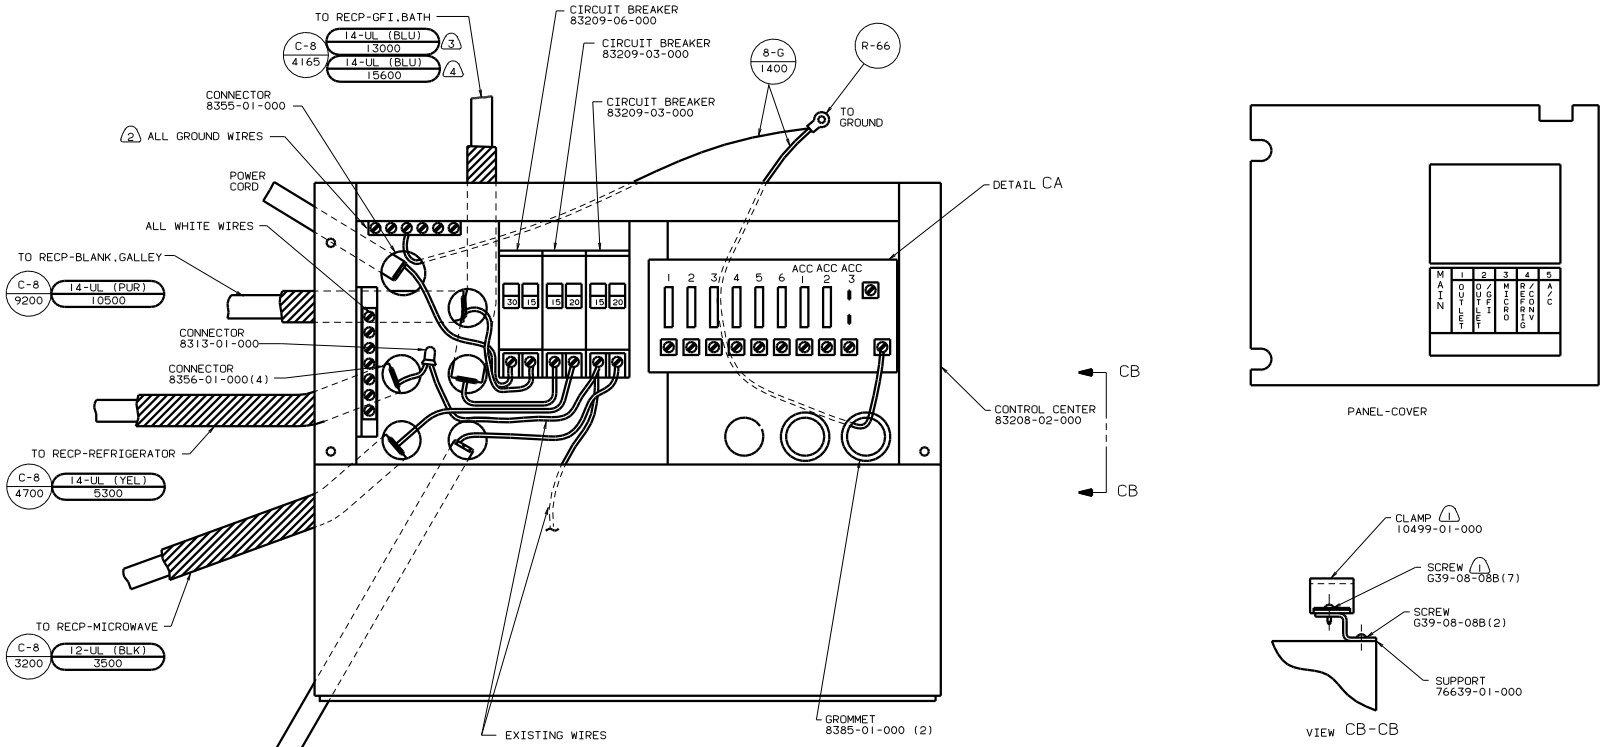 TO RECP-GFI,BATH
C-8
4165
14-UL (BLU)
13000
3
14-UL (BLU)
15600
4
CIRCUIT BREAKER
83209-06-000
CIRCUIT BREAKER
83209-03-000
CIRCUIT BREAKER
83209-03-000
8-G
1400
R-66
TO
GROUND
CONNECTOR
8355-01-000
2 ALL GROUND WIRES
POWER
CORD
ALL WHITE WIRES
TO RECP-BLANK,GALLEY
C-8
9200
14-UL (PUR)
10500
CONNECTOR
8313-01-000
CONNECTOR
8356-01-000(4)
TO RECP-REFRIGERATOR
C-8
4700
14-UL (YEL)
5300
TO RECP-MICROWAVE
C-8
3200
12-UL (BLK)
3500
30 15 15 20 15 20
DETAIL CA
ACC ACC ACC
1 2 3 4 5 6 1 2 3
CB
CB
CONTROL CENTER
83208-02-000
GROMMET
8385-01-000 (2)
EXISTING WIRES
MAIN
1
OUTLET
2
OUTLET
/GFI
3
MICRO
4
REFRIG
/CONV
5
A/C
PANEL-COVER
CLAMP 1
10499-01-000
SCREW 1
G39-08-08B(7)
SCREW
G39-08-08B(2)
SUPPORT
76639-01-000
VIEW CB-CB